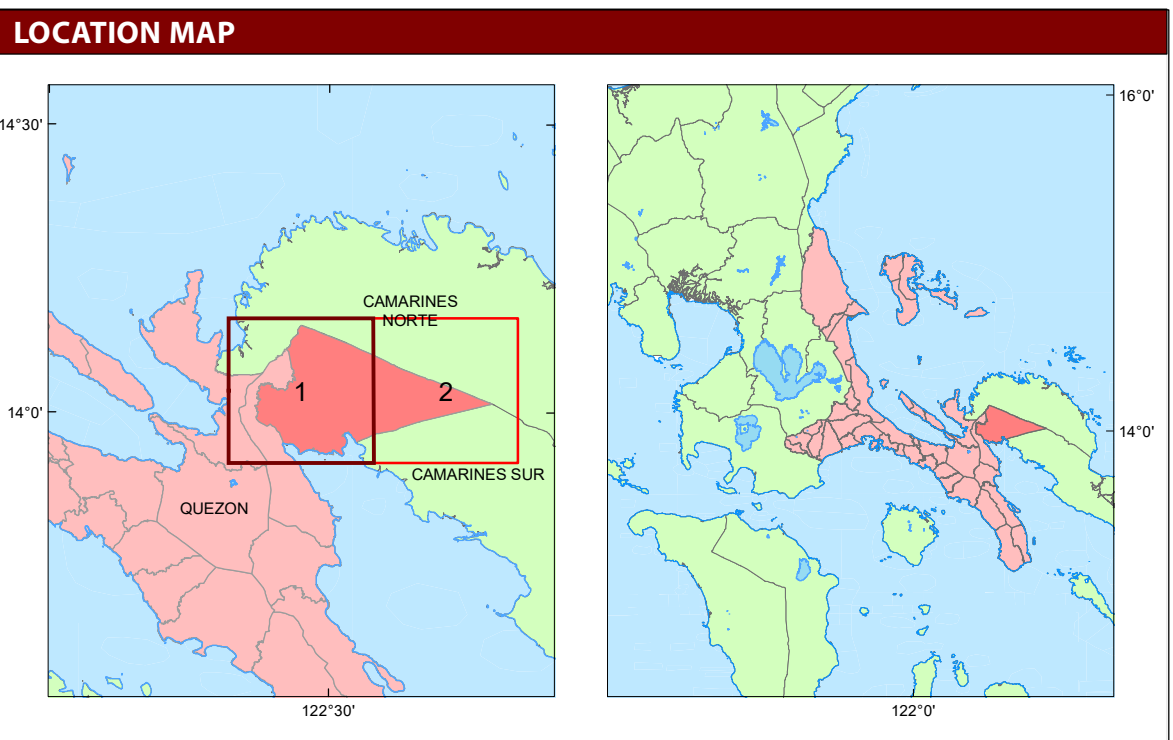 LOCATION MAP
14°30'
14°0'
CAMARINES
NORTE
1
2
CAMARINES SUR
QUEZON
122°30'
16°0'
14°0'
122°0'